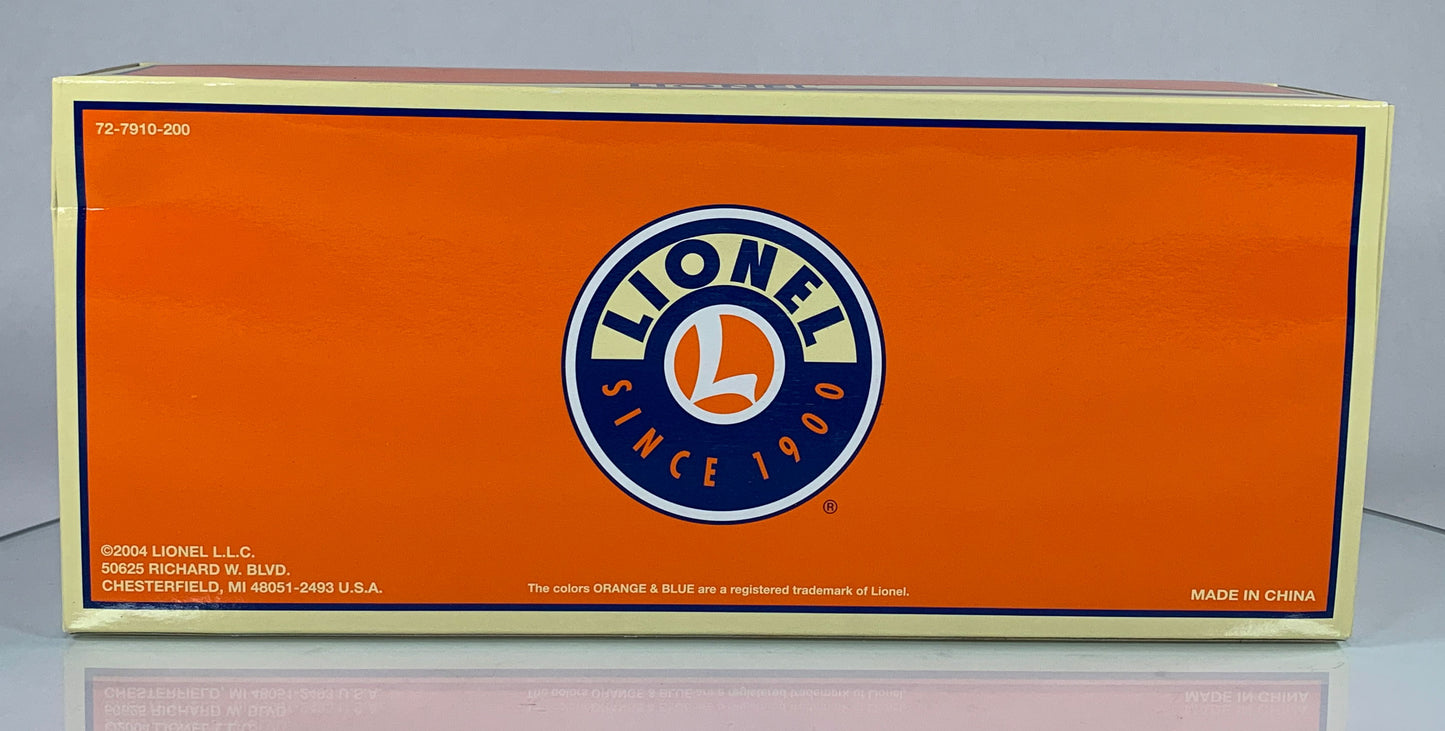 72-7910-200
LIONEL
L
SINCE 1900
®
©2004 LIONEL L.L.C.
50625 RICHARD W. BLVD.
CHESTERFIELD, MI 48051-2493 U.S.A.
The colors ORANGE & BLUE are a registered trademark of Lionel.
MADE IN CHINA